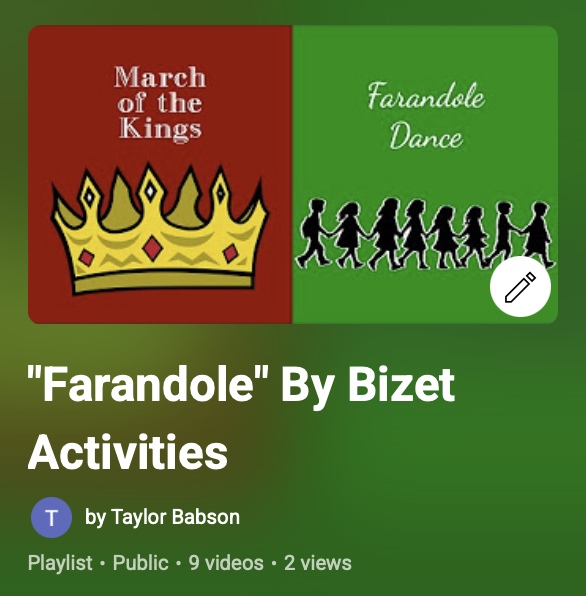 March
of the
Kings
Farandole
Dance
"Farandole" By Bizet
Activities
T
by Taylor Babson
Playlist • Public • 9 videos • 2 views